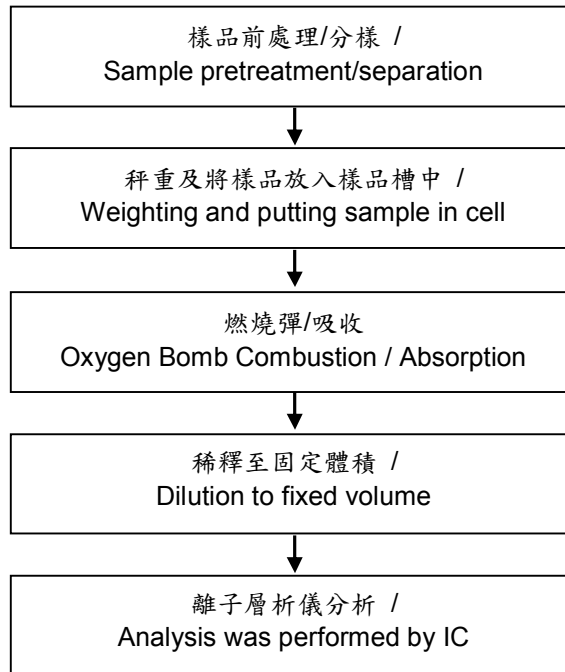 樣品前處理/分樣 /
Sample pretreatment/separation
秤重及將樣品放入樣品槽中 /
Weighting and putting sample in cell
燃燒彈/吸收
Oxygen Bomb Combustion / Absorption
稀釋至固定體積 /
Dilution to fixed volume
離子層析儀分析 /
Analysis was performed by IC